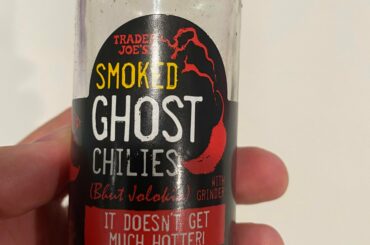 TRADER
JOE'S
SMOKED
GHOST
CHILIES
(Bhut Jolokia)
WITH
GRINDER
IT DOESN'T GET
MUCH HOTTER!